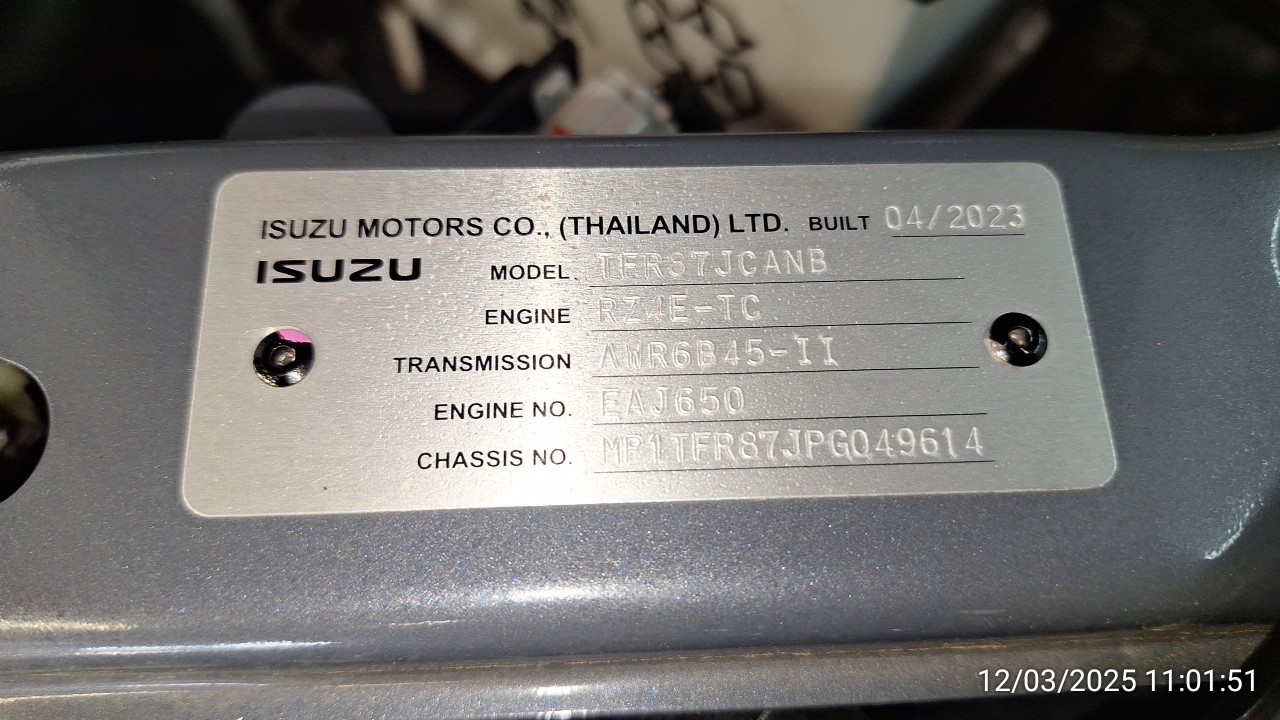 ISUZU MOTORS CO., (THAILAND) LTD. BUILT 04/2023
ISUZU MODEL. TFR87JCANB
ENGINE RZ4E-TC
TRANSMISSION AWR6B45-II
ENGINE NO. EAJ650
CHASSIS NO. MP1TFR87JPG049614
12/03/2025 11:01:51